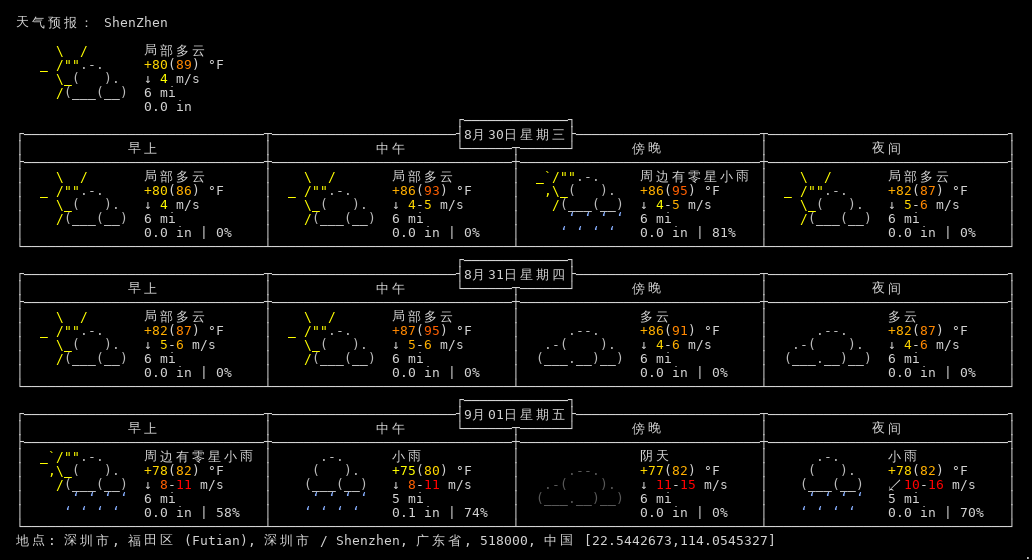 天气预报： ShenZhen
局部多云
+80(89) °F
↓ 4 m/s
6 mi
0.0 in
8月30日星期三
早上 中午 傍晚 夜间
局部多云 局部多云 周边有零星小雨 局部多云
+80(86) °F +86(93) °F +86(95) °F +82(87) °F
↓ 4 m/s ↓ 4-5 m/s ↓ 4-5 m/s ↓ 5-6 m/s
6 mi 6 mi 6 mi 6 mi
0.0 in | 0% 0.0 in | 0% 0.0 in | 81% 0.0 in | 0%
8月31日星期四
早上 中午 傍晚 夜间
局部多云 局部多云 多云 多云
+82(87) °F +87(95) °F +86(91) °F +82(87) °F
↓ 5-6 m/s ↓ 5-6 m/s ↓ 4-6 m/s ↓ 4-6 m/s
6 mi 6 mi 6 mi 6 mi
0.0 in | 0% 0.0 in | 0% 0.0 in | 0% 0.0 in | 0%
9月01日星期五
早上 中午 傍晚 夜间
周边有零星小雨 小雨 阴天 小雨
+78(82) °F +75(80) °F +77(82) °F +78(82) °F
↓ 8-11 m/s ↓ 8-11 m/s ↓ 11-15 m/s ↙ 10-16 m/s
6 mi 5 mi 6 mi 5 mi
0.0 in | 58% 0.1 in | 74% 0.0 in | 0% 0.0 in | 70%
地点: 深圳市, 福田区 (Futian), 深圳市 / Shenzhen, 广东省, 518000, 中国 [22.5442673,114.0545327]